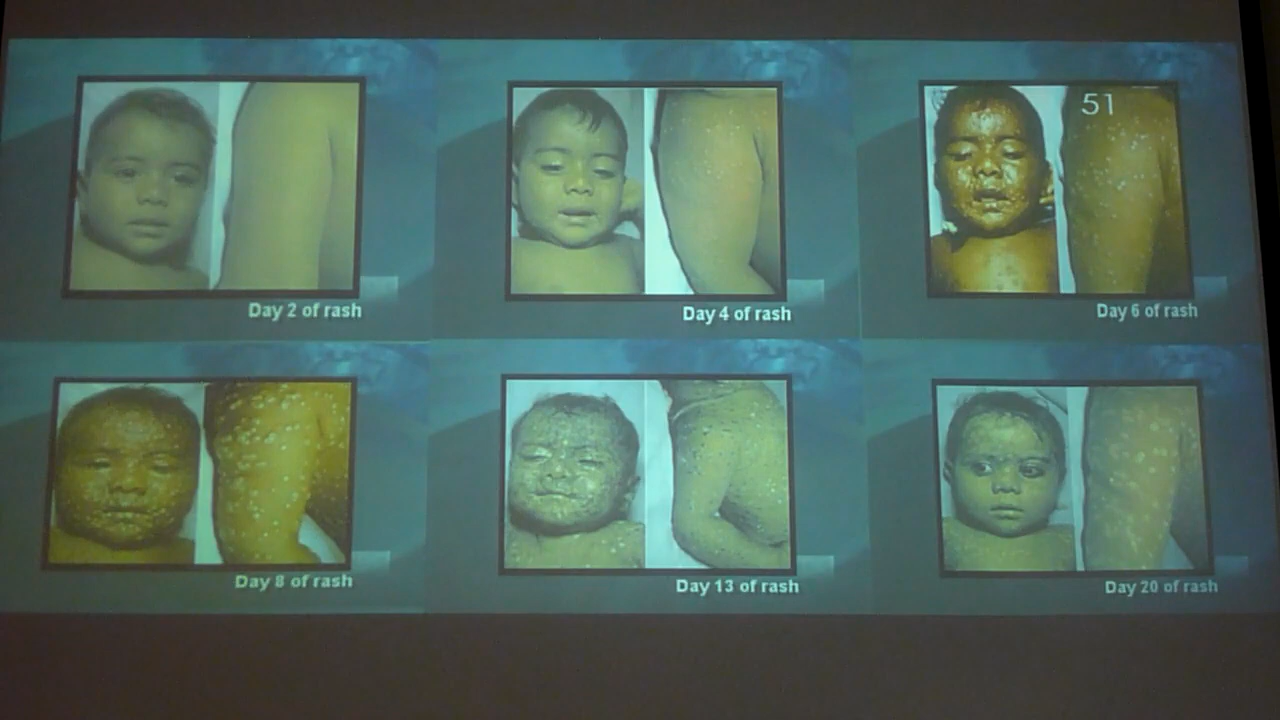 51
Day 2 of rash
Day 4 of rash
Day 6 of rash
Day 8 of rash
Day 13 of rash
Day 20 of rash